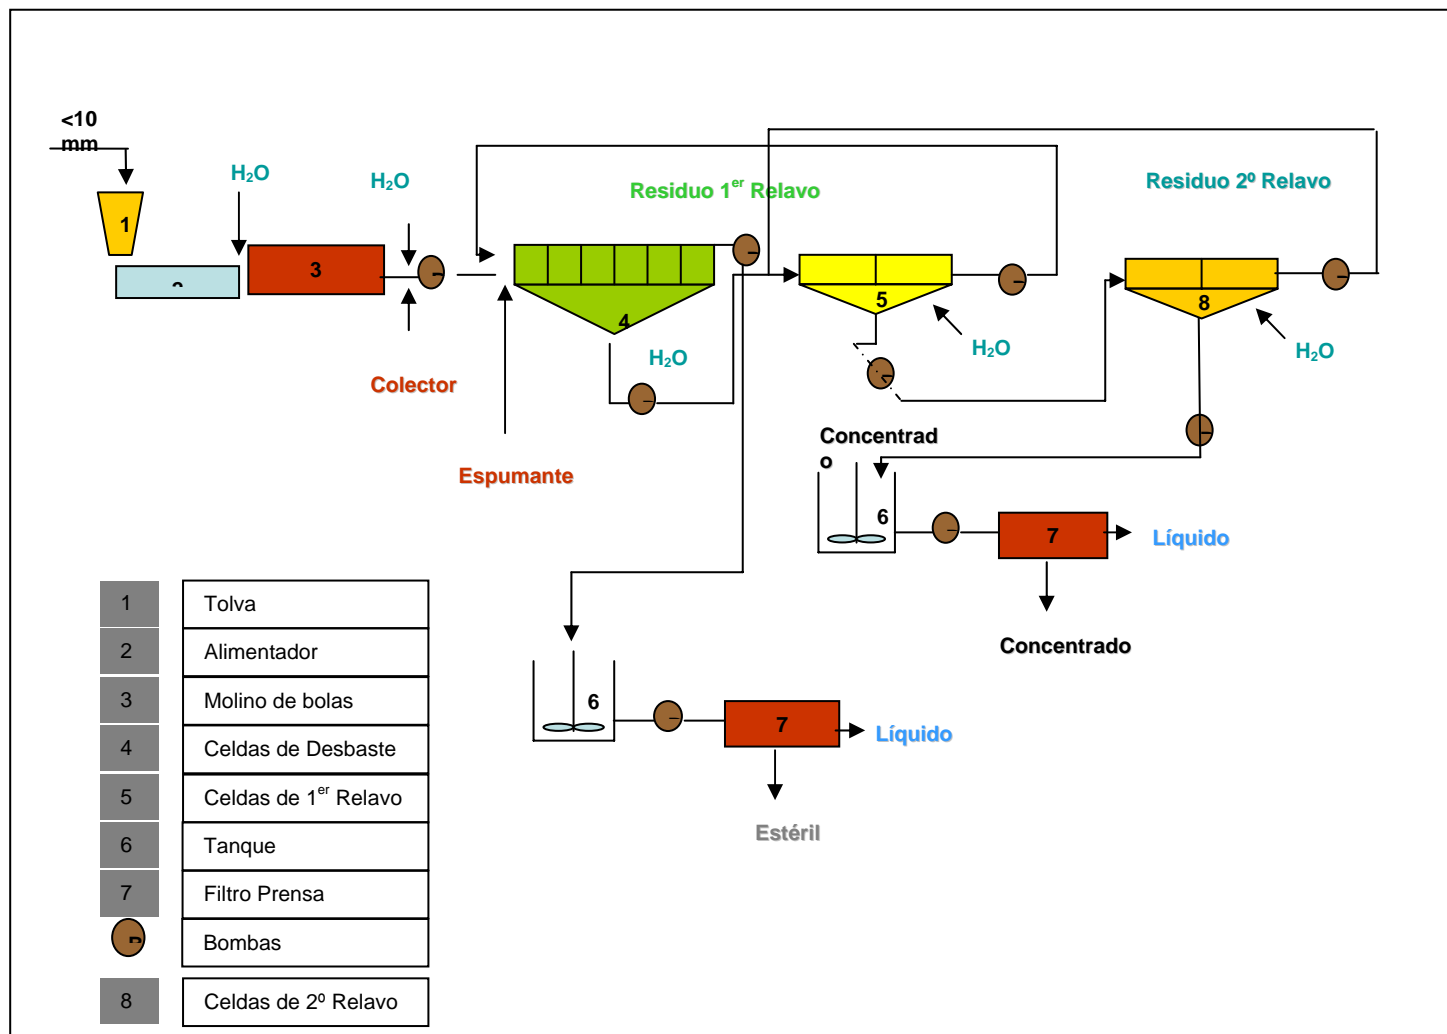 <10
mm
H₂O
H₂O
Residuo 1er Relavo
Residuo 2º Relavo
1
3
4
5
8
H₂O
H₂O
H₂O
Colector
Espumante
Concentrad
o
6
7
Líquido
Concentrado
6
7
Líquido
Estéril
1 Tolva
2 Alimentador
3 Molino de bolas
4 Celdas de Desbaste
5 Celdas de 1er Relavo
6 Tanque
7 Filtro Prensa
Bombas
8 Celdas de 2º Relavo